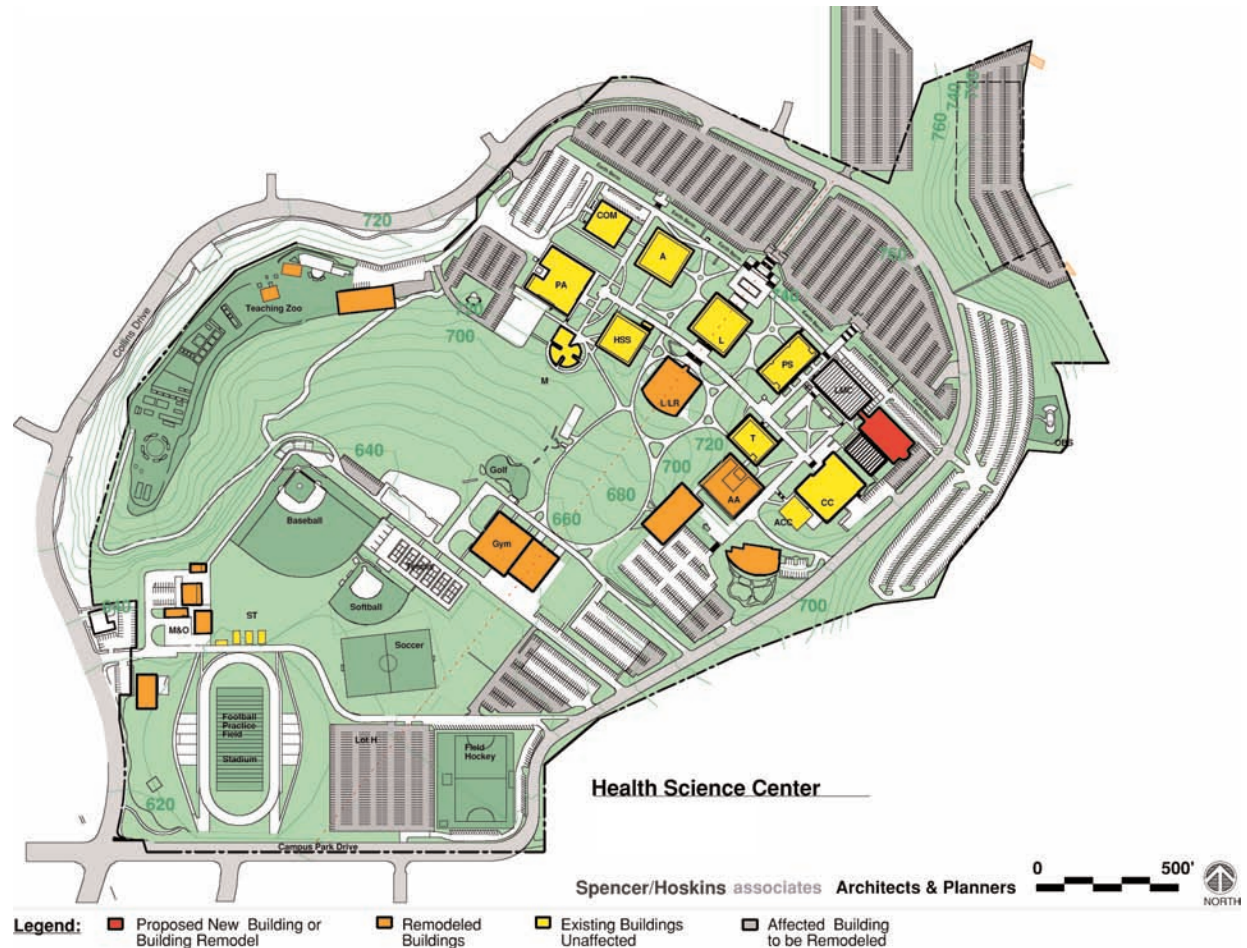 740
760
720
COM
A
760
Teaching Zoo
PA
Collins Drive
700
HSS
L
PS
M
LMC
L/LR
OBS
T
720
640
700
Golf
680
AA
CC
660
ACC
Baseball
Gym
Tennis
700
Softball
640
ST
M&O
Soccer
Football
Practice
Field
Stadium
Lot H
Field
Hockey
620
Health Science Center
Campus Park Drive
Spencer/Hoskins associates Architects & Planners
0 500'
NORTH
Legend:
Proposed New Building or
Building Remodel
Remodeled
Buildings
Existing Buildings
Unaffected
Affected Building
to be Remodeled